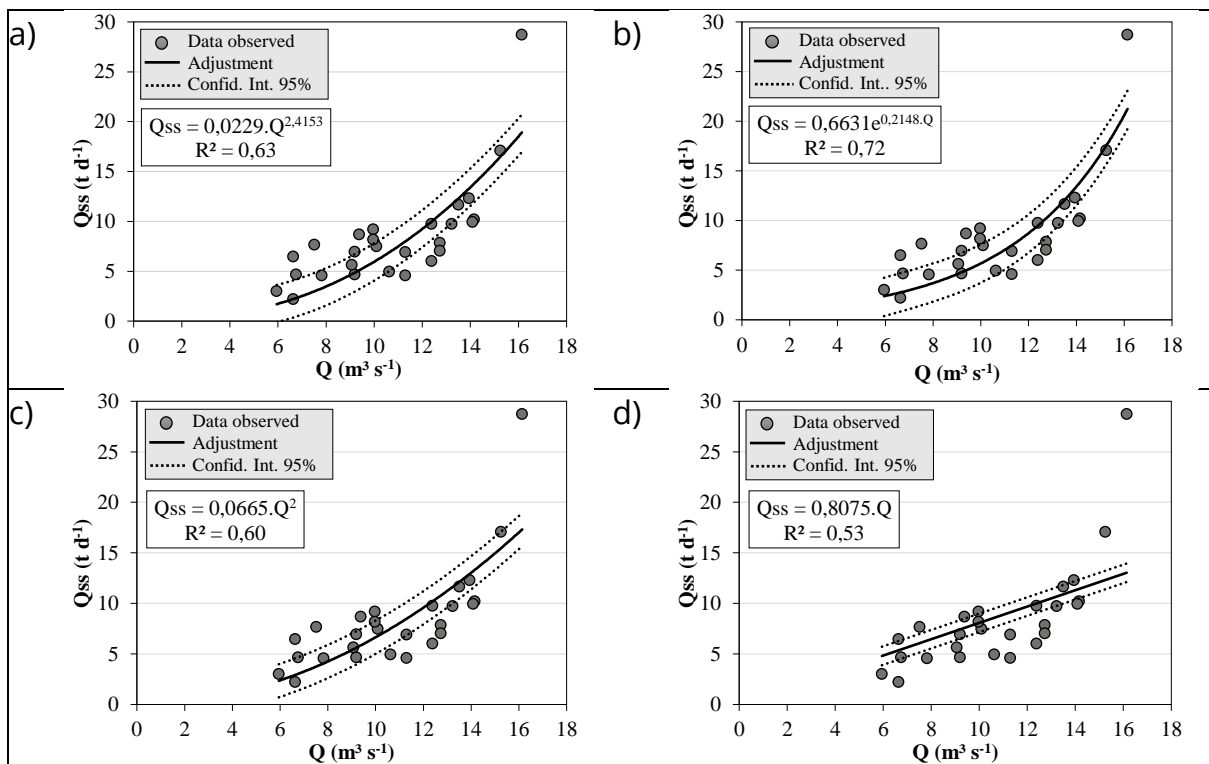 a)
30
25
20
15
10
5
0
Qss (t d⁻¹)
Data observed
Adjustment
Confid. Int. 95%
Qss = 0,0229.Q²,⁴¹⁵³
R² = 0,63
0 2 4 6 8 10 12 14 16 18
Q (m³ s⁻¹)
b)
30
25
20
15
10
5
0
Qss (t d⁻¹)
Data observed
Adjustment
Confid. Int.. 95%
Qss = 0,6631e⁰,²¹⁴⁸·Q
R² = 0,72
0 2 4 6 8 10 12 14 16 18
Q (m³ s⁻¹)
c)
30
25
20
15
10
5
0
Qss (t d⁻¹)
Data observed
Adjustment
Confid. Int. 95%
Qss = 0,0665.Q²
R² = 0,60
0 2 4 6 8 10 12 14 16 18
Q (m³ s⁻¹)
d)
30
25
20
15
10
5
0
Qss (t d⁻¹)
Data observed
Adjustment
Confid. Int. 95%
Qss = 0,8075.Q
R² = 0,53
0 2 4 6 8 10 12 14 16 18
Q (m³ s⁻¹)